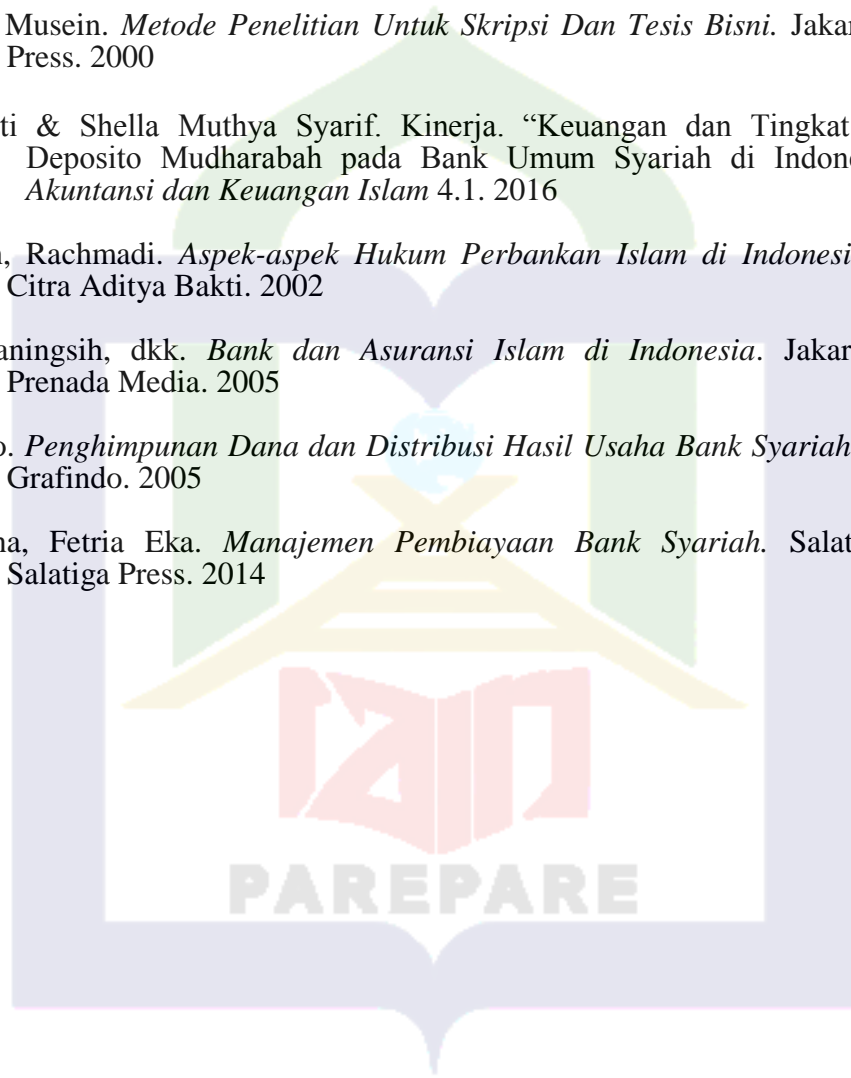 Musein. Metode Penelitian Untuk Skripsi Dan Tesis Bisni. Jakar
Press. 2000
ti & Shella Muthya Syarif. Kinerja. “Keuangan dan Tingkat
Deposito Mudharabah pada Bank Umum Syariah di Indone
Akuntansi dan Keuangan Islam 4.1. 2016
, Rachmadi. Aspek-aspek Hukum Perbankan Islam di Indonesi
Citra Aditya Bakti. 2002
aningsih, dkk. Bank dan Asuransi Islam di Indonesia. Jakar
Prenada Media. 2005
o. Penghimpunan Dana dan Distribusi Hasil Usaha Bank Syariah
Grafindo. 2005
na, Fetria Eka. Manajemen Pembiayaan Bank Syariah. Salat
Salatiga Press. 2014
iain
PAREPARE